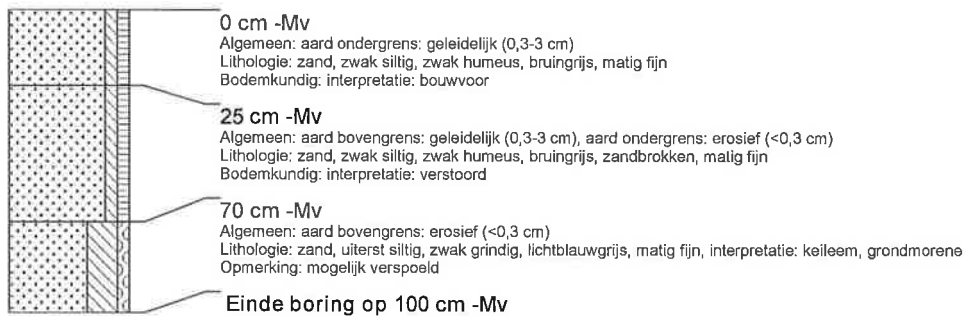 0 cm -Mv
Algemeen: aard ondergrens: geleidelijk (0,3-3 cm)
Lithologie: zand, zwak siltig, zwak humeus, bruingrijs, matig fijn
Bodemkundig: interpretatie: bouwvoor
25 cm -Mv
Algemeen: aard bovengrens: geleidelijk (0,3-3 cm), aard ondergrens: erosief (<0,3 cm)
Lithologie: zand, zwak siltig, zwak humeus, bruingrijs, zandbrokken, matig fijn
Bodemkundig: interpretatie: verstoord
70 cm -Mv
Algemeen: aard bovengrens: erosief (<0,3 cm)
Lithologie: zand, uiterst siltig, zwak grindig, lichtblauwgrijs, matig fijn, interpretatie: keileem, grondmorene
Opmerking: mogelijk verspoeld
Einde boring op 100 cm -Mv